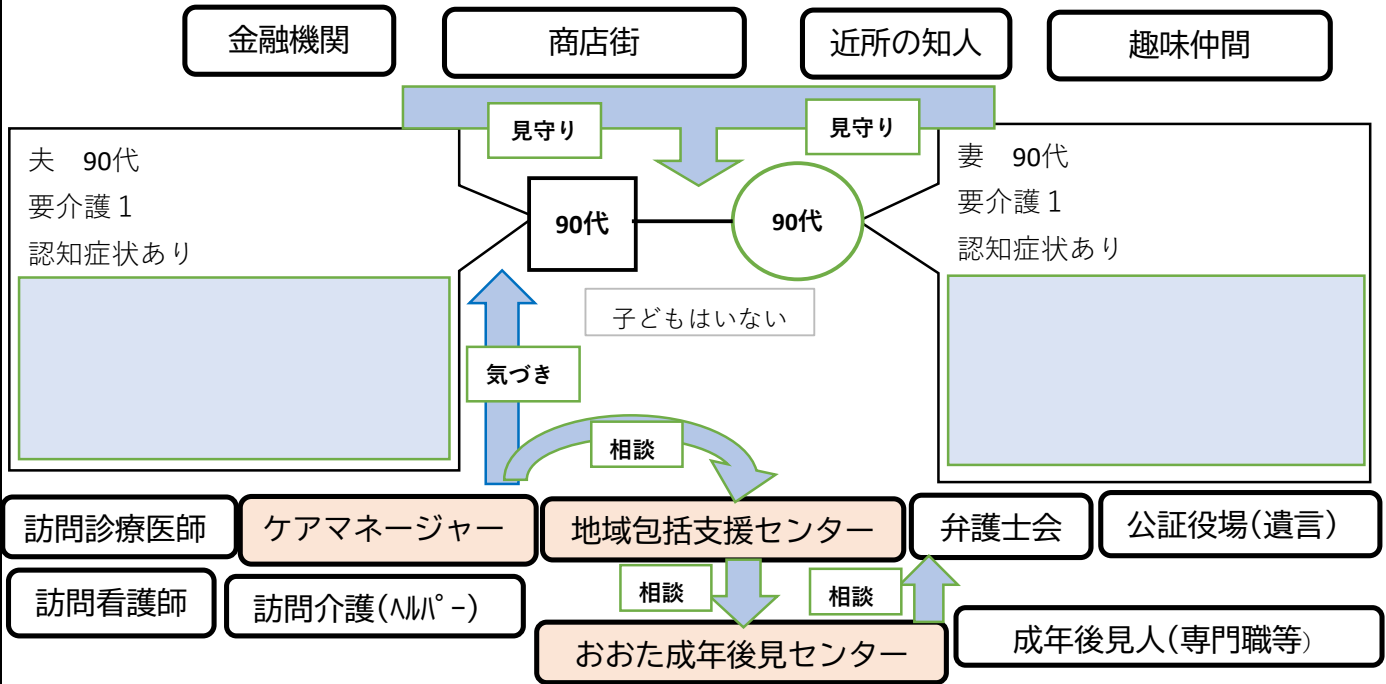 金融機関
商店街
近所の知人
趣味仲間
見守り
見守り
夫　90代
要介護１
認知症状あり
90代
90代
妻　90代
要介護１
認知症状あり
子どもはいない
気づき
相談
訪問診療医師
ケアマネージャー
地域包括支援センター
弁護士会
公証役場(遺言)
訪問看護師
訪問介護(ﾍﾙﾊﾟｰ)
相談
相談
おおた成年後見センター
成年後見人(専門職等)